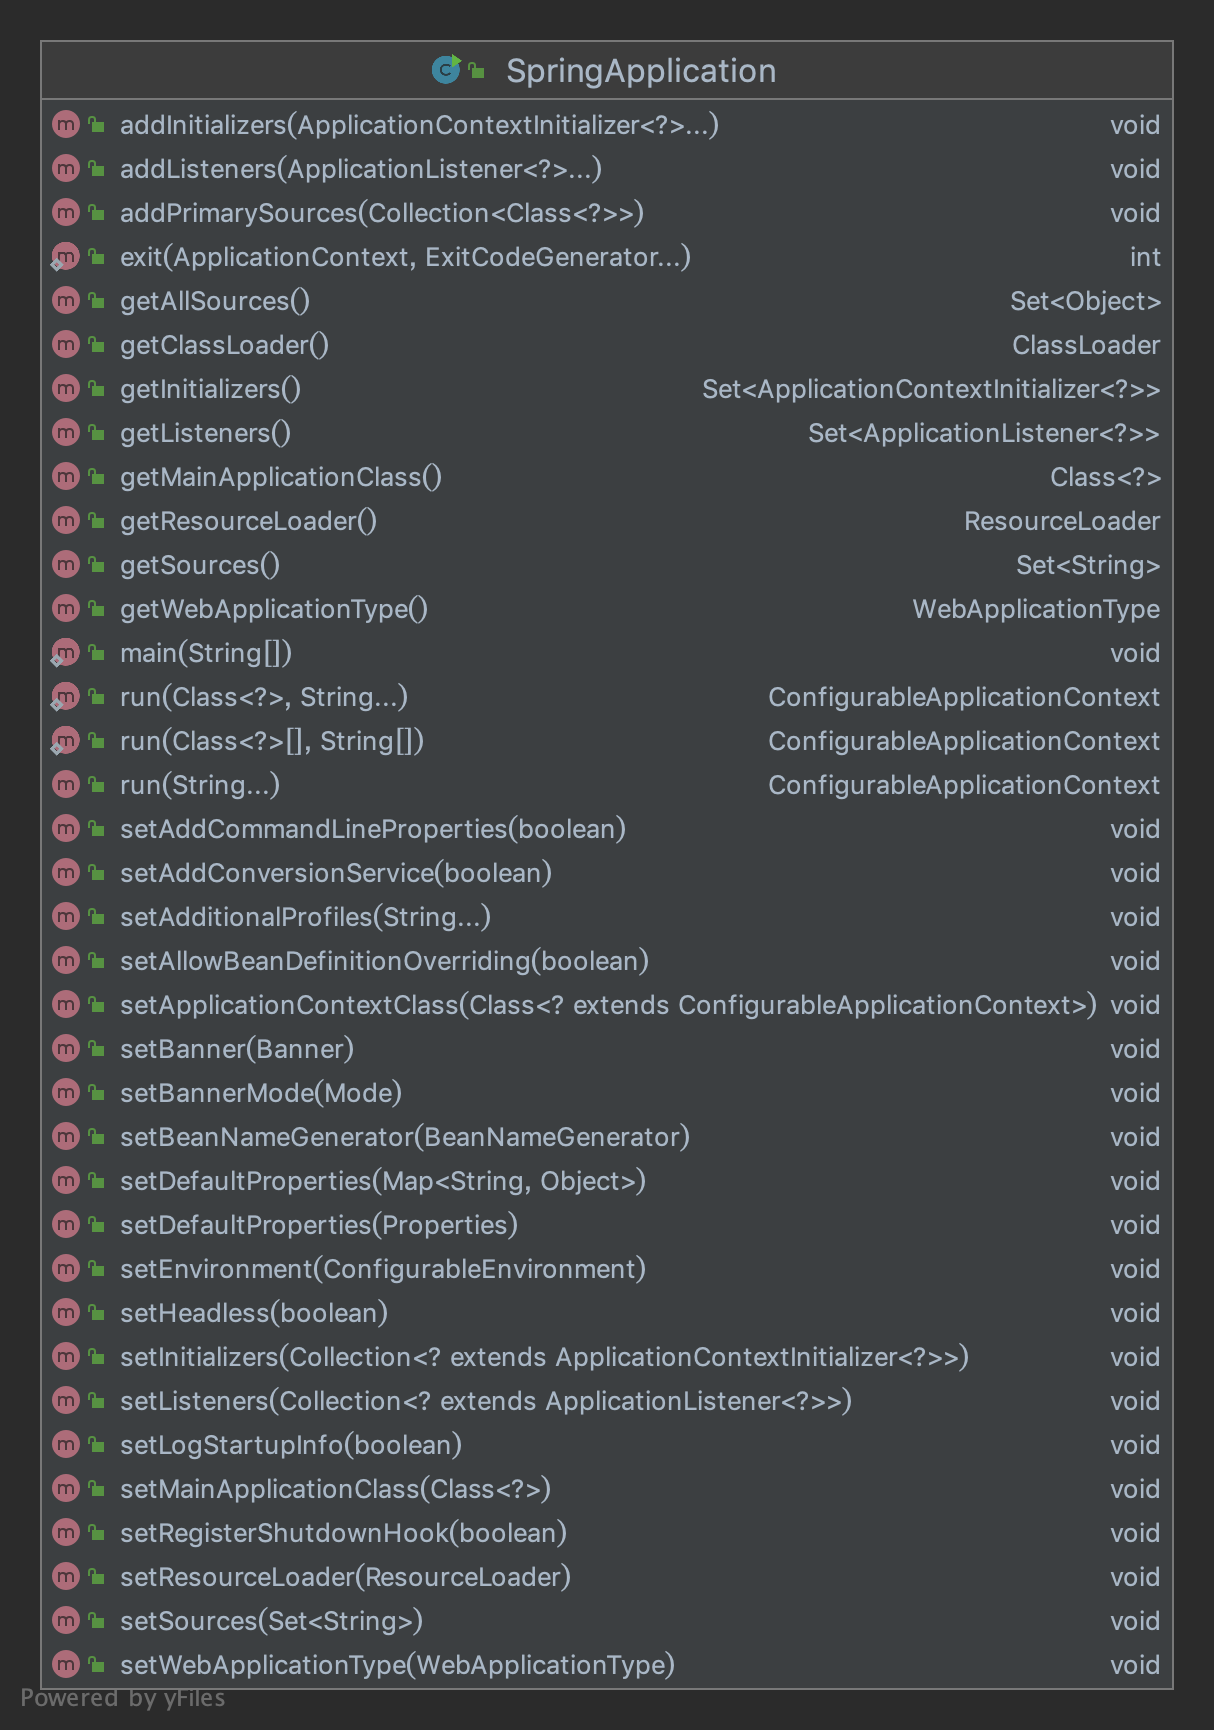 SpringApplication
addInitializers(ApplicationContextInitializer<?>...) void
addListeners(ApplicationListener<?>...) void
addPrimarySources(Collection<Class<?>>) void
exit(ApplicationContext, ExitCodeGenerator...) int
getAllSources() Set<Object>
getClassLoader() ClassLoader
getInitializers() Set<ApplicationContextInitializer<?>>
getListeners() Set<ApplicationListener<?>>
getMainApplicationClass() Class<?>
getResourceLoader() ResourceLoader
getSources() Set<String>
getWebApplicationType() WebApplicationType
main(String[]) void
run(Class<?>, String...) ConfigurableApplicationContext
run(Class<?>[], String[]) ConfigurableApplicationContext
run(String...) ConfigurableApplicationContext
setAddCommandLineProperties(boolean) void
setAddConversionService(boolean) void
setAdditionalProfiles(String...) void
setAllowBeanDefinitionOverriding(boolean) void
setApplicationContextClass(Class<? extends ConfigurableApplicationContext>) void
setBanner(Banner) void
setBannerMode(Mode) void
setBeanNameGenerator(BeanNameGenerator) void
setDefaultProperties(Map<String, Object>) void
setDefaultProperties(Properties) void
setEnvironment(ConfigurableEnvironment) void
setHeadless(boolean) void
setInitializers(Collection<? extends ApplicationContextInitializer<?>>) void
setListeners(Collection<? extends ApplicationListener<?>>) void
setLogStartupInfo(boolean) void
setMainApplicationClass(Class<?>) void
setRegisterShutdownHook(boolean) void
setResourceLoader(ResourceLoader) void
setSources(Set<String>) void
setWebApplicationType(WebApplicationType) void
Powered by yFiles